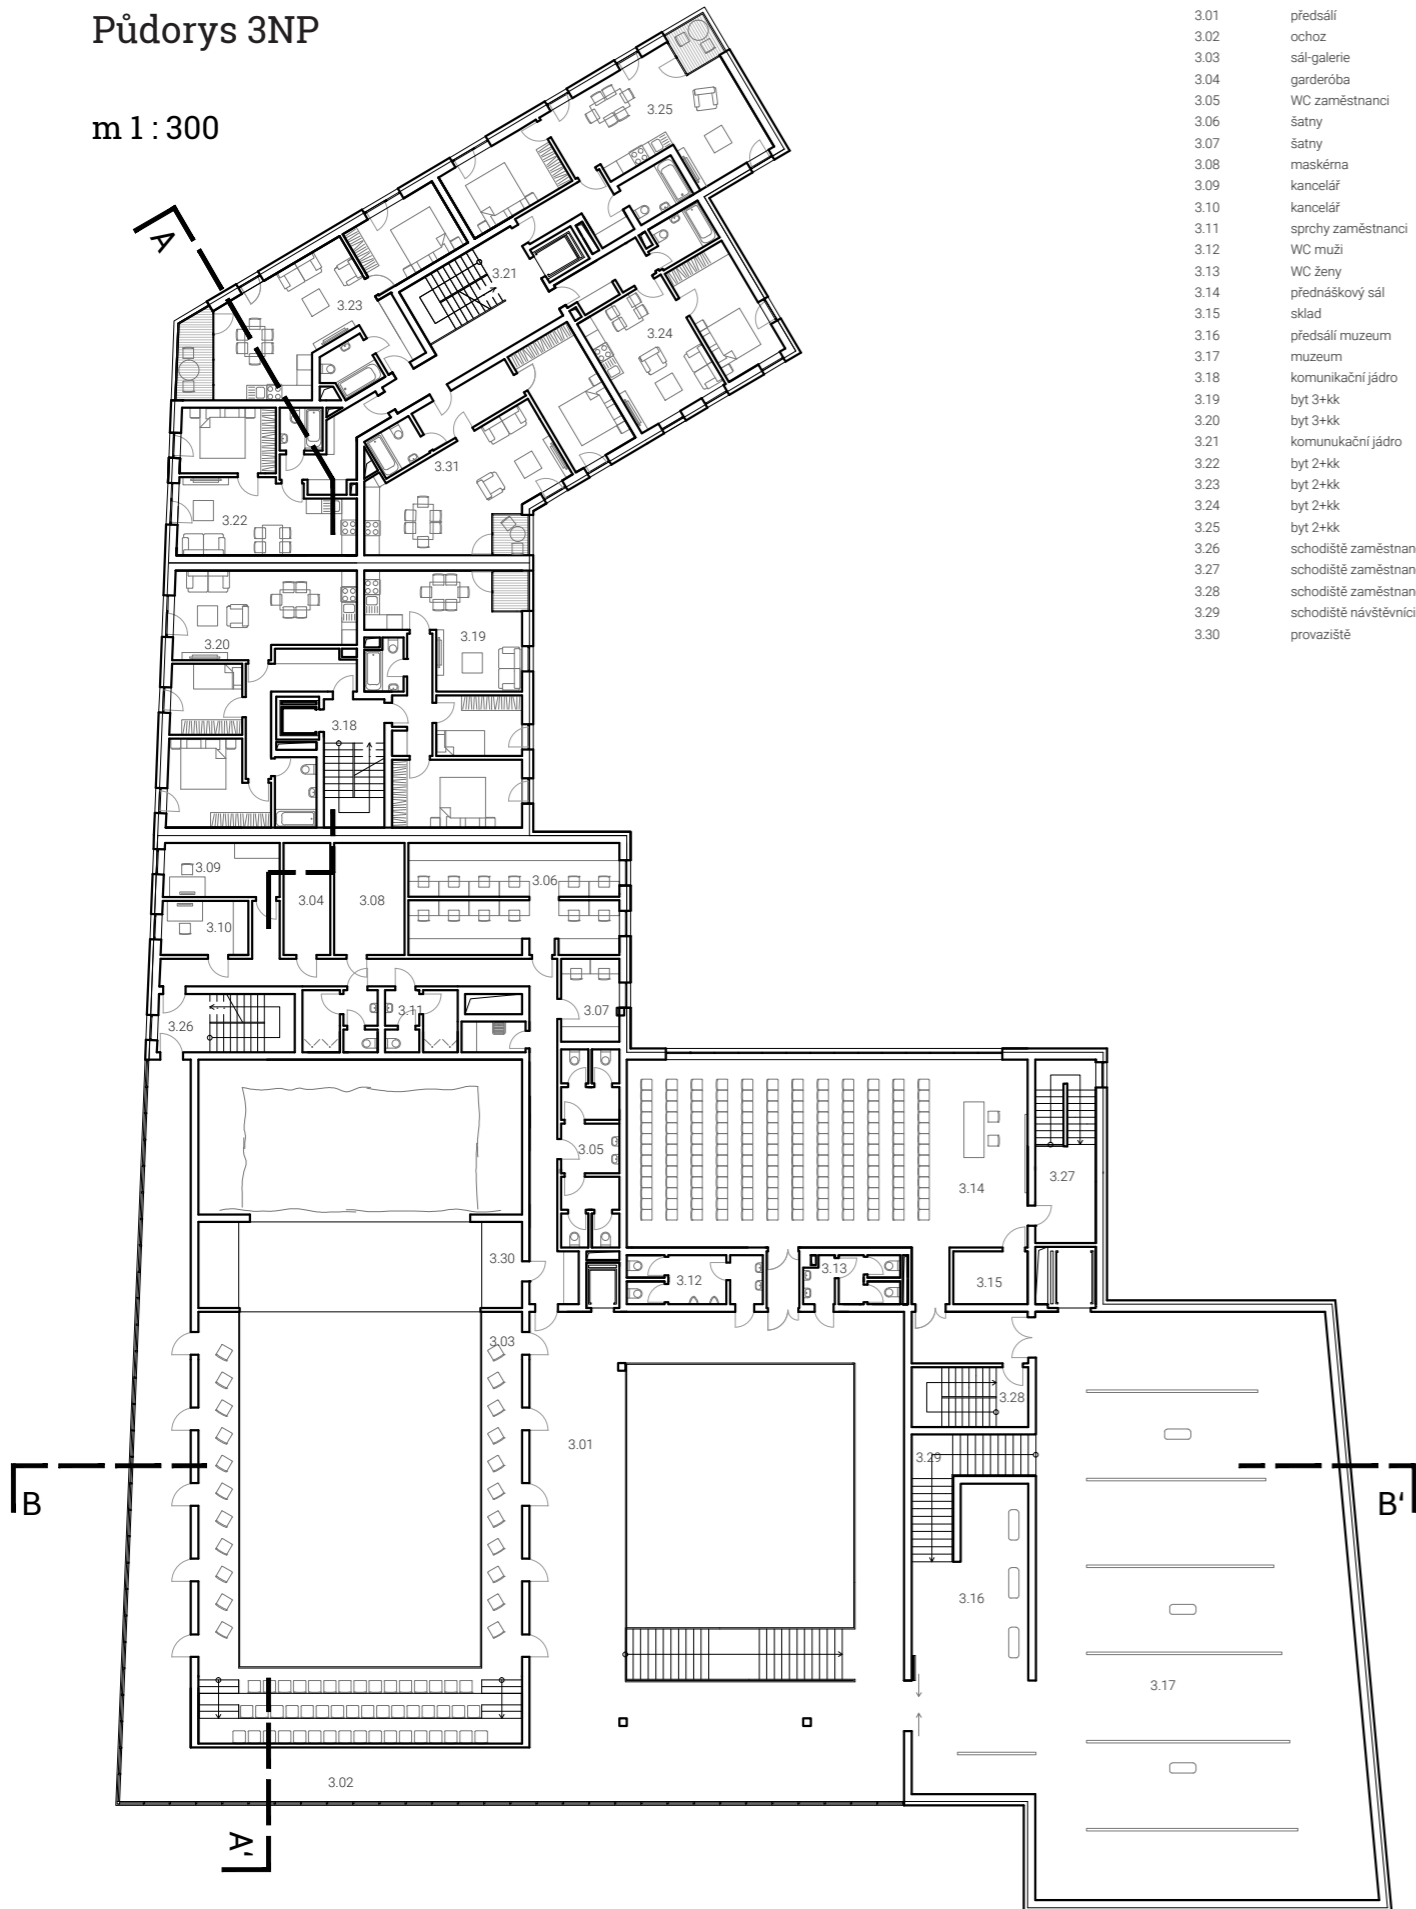 Půdorys 3NP
m 1 : 300
3.01 předsálí
3.02 ochoz
3.03 sál-galerie
3.04 garderóba
3.05 WC zaměstnanci
3.06 šatny
3.07 šatny
3.08 maskérna
3.09 kancelář
3.10 kancelář
3.11 sprchy zaměstnanci
3.12 WC muži
3.13 WC ženy
3.14 přednáškový sál
3.15 sklad
3.16 předsálí muzeum
3.17 muzeum
3.18 komunikační jádro
3.19 byt 3+kk
3.20 byt 3+kk
3.21 komunukační jádro
3.22 byt 2+kk
3.23 byt 2+kk
3.24 byt 2+kk
3.25 byt 2+kk
3.26 schodiště zaměstnan
3.27 schodiště zaměstnan
3.28 schodiště zaměstnan
3.29 schodiště návštěvníci
3.30 provaziště
3.25
A
3.21
3.23
3.24
3.31
3.22
3.20
3.19
3.18
3.09
3.06
3.04
3.08
3.10
3.11
3.07
3.26
3.05
3.27
3.14
3.30
3.13
3.12
3.15
3.03
3.28
3.01
3.29
B
B'
3.16
3.17
3.02
A'